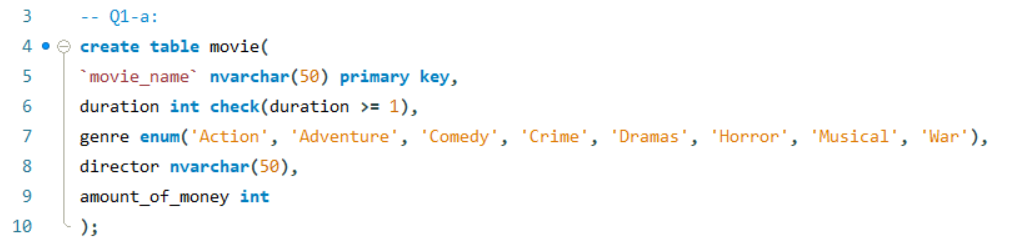 3 -- Q1-a:
4 create table movie(
5 `movie_name` nvarchar(50) primary key,
6 duration int check(duration >= 1),
7 genre enum('Action', 'Adventure', 'Comedy', 'Crime', 'Dramas', 'Horror', 'Musical', 'War'),
8 director nvarchar(50),
9 amount_of_money int
10 );